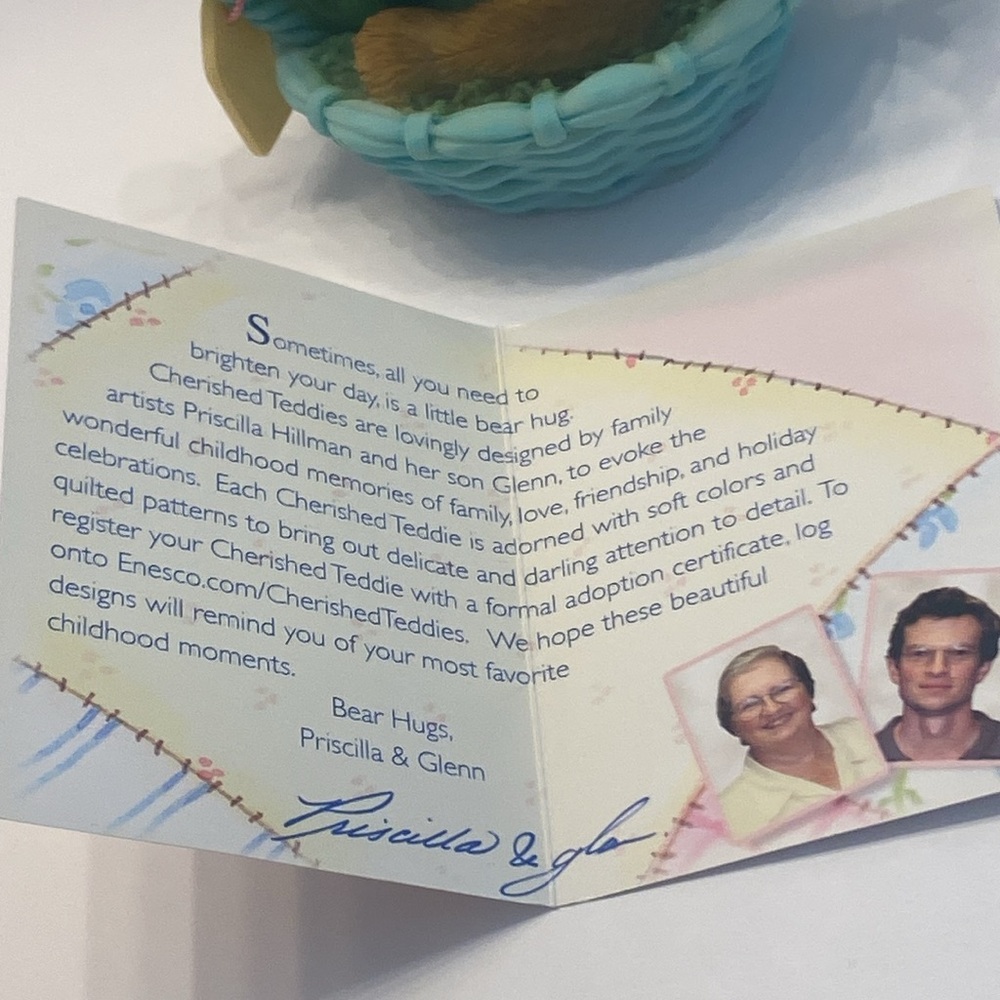 Sometimes, all you need to
brighten your day, is a little bear hug.
Cherished Teddies are lovingly designed by family
artists Priscilla Hillman and her son Glenn, to evoke the
wonderful childhood memories of family, love, friendship, and holiday
celebrations. Each Cherished Teddie is adorned with soft colors and
quilted patterns to bring out delicate and darling attention to detail. To
register your Cherished Teddie with a formal adoption certificate, log
onto Enesco.com/CherishedTeddies. We hope these beautiful
designs will remind you of your most favorite
childhood moments.
Bear Hugs,
Priscilla & Glenn
Priscilla & Glenn